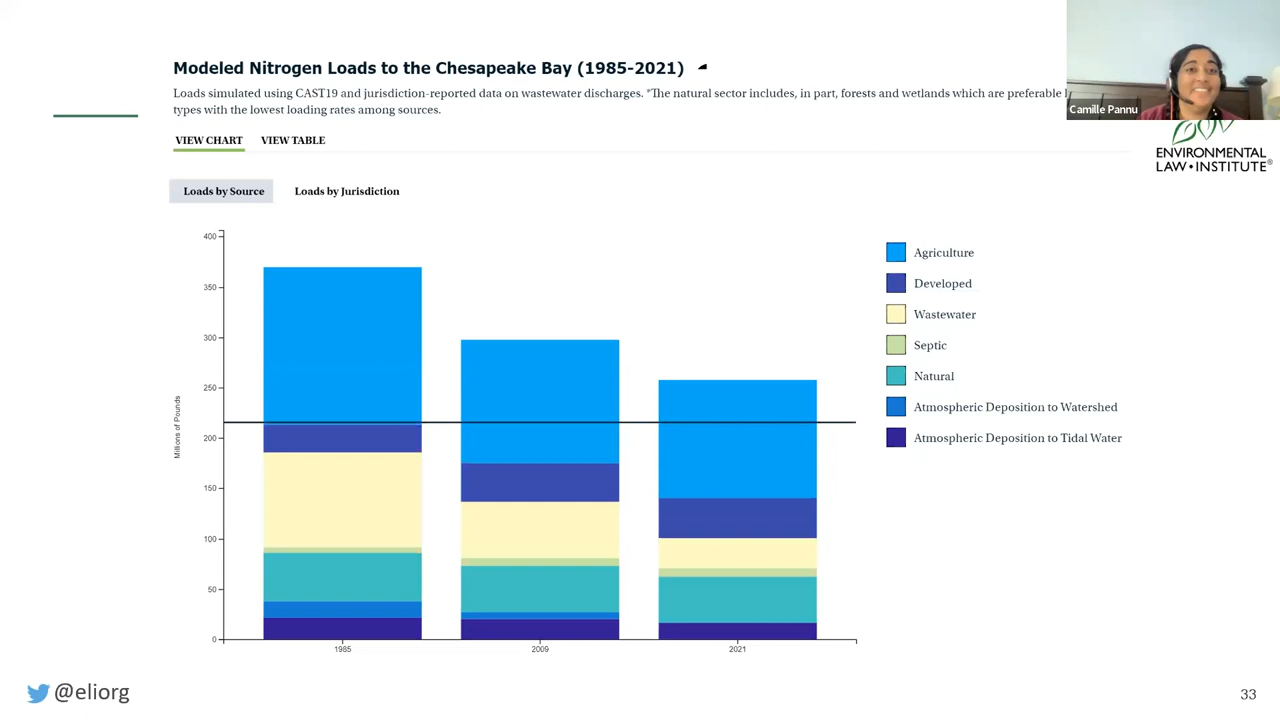 Modeled Nitrogen Loads to the Chesapeake Bay (1985-2021)
Loads simulated using CAST19 and jurisdiction-reported data on wastewater discharges. *The natural sector includes, in part, forests and wetlands which are preferable
types with the lowest loading rates among sources.
Camille Pannu
ENVIRONMENTAL
LAW•INSTITUTE®
VIEW CHART VIEW TABLE
Loads by Source Loads by Jurisdiction
400
350
300
250
200
150
100
50
0
Millions of Pounds
1985 2009 2021
Agriculture
Developed
Wastewater
Septic
Natural
Atmospheric Deposition to Watershed
Atmospheric Deposition to Tidal Water
@eliorg
33